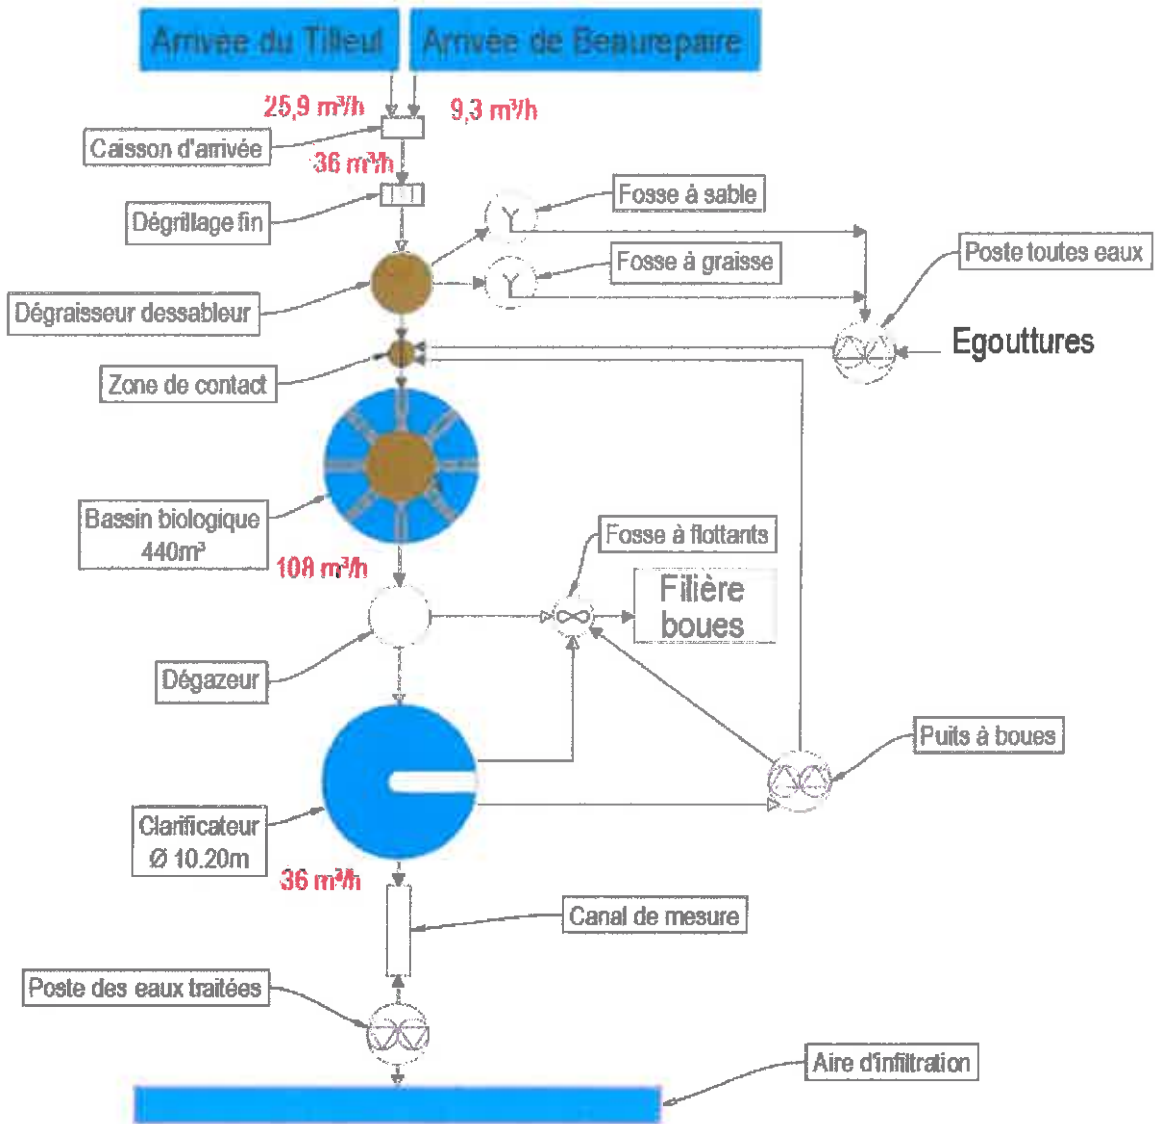 Arrivée du Tilleul
Arrivée de Beaurepaire
25,9 m³/h
9,3 m³/h
Caisson d'arrivée
36 m³/h
Dégrillage fin
Fosse à sable
Fosse à graisse
Poste toutes eaux
Dégraisseur dessableur
Egouttures
Zone de contact
Bassin biologique
440m³
108 m³/h
Fosse à flottants
Filière
boues
Dégazeur
Puits à boues
Clarificateur
Ø 10.20m
36 m³/h
Canal de mesure
Poste des eaux traitées
Aire d'infiltration